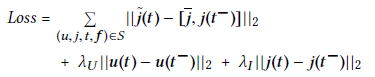 Loss = ∑ ||j̃(t) − [j̅, j(t⁻)]||₂
(u, j, t, f)∈S
+ λ_U||u(t) − u(t⁻)||₂ + λ_I||j(t) − j(t⁻)||₂